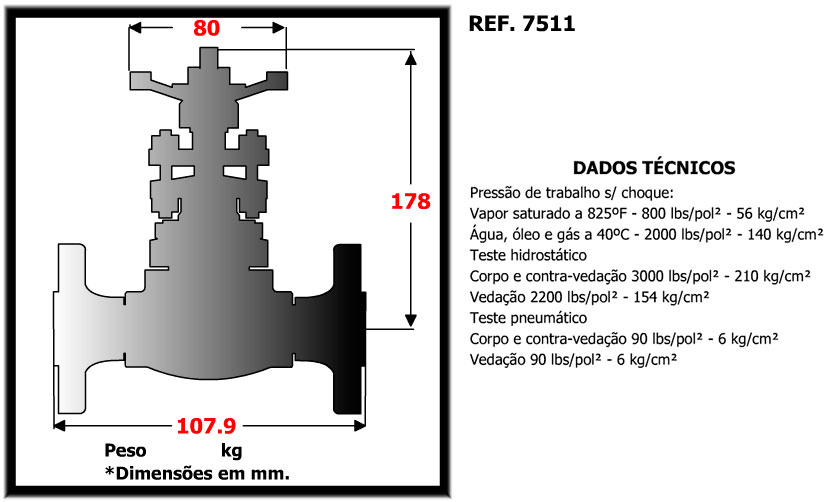 80
178
107.9
Peso kg
*Dimensões em mm.
REF. 7511
DADOS TÉCNICOS
Pressão de trabalho s/ choque:
Vapor saturado a 825ºF - 800 lbs/pol² - 56 kg/cm²
Água, óleo e gás a 40ºC - 2000 lbs/pol² - 140 kg/cm²
Teste hidrostático
Corpo e contra-vedação 3000 lbs/pol² - 210 kg/cm²
Vedação 2200 lbs/pol² - 154 kg/cm²
Teste pneumático
Corpo e contra-vedação 90 lbs/pol² - 6 kg/cm²
Vedação 90 lbs/pol² - 6 kg/cm²